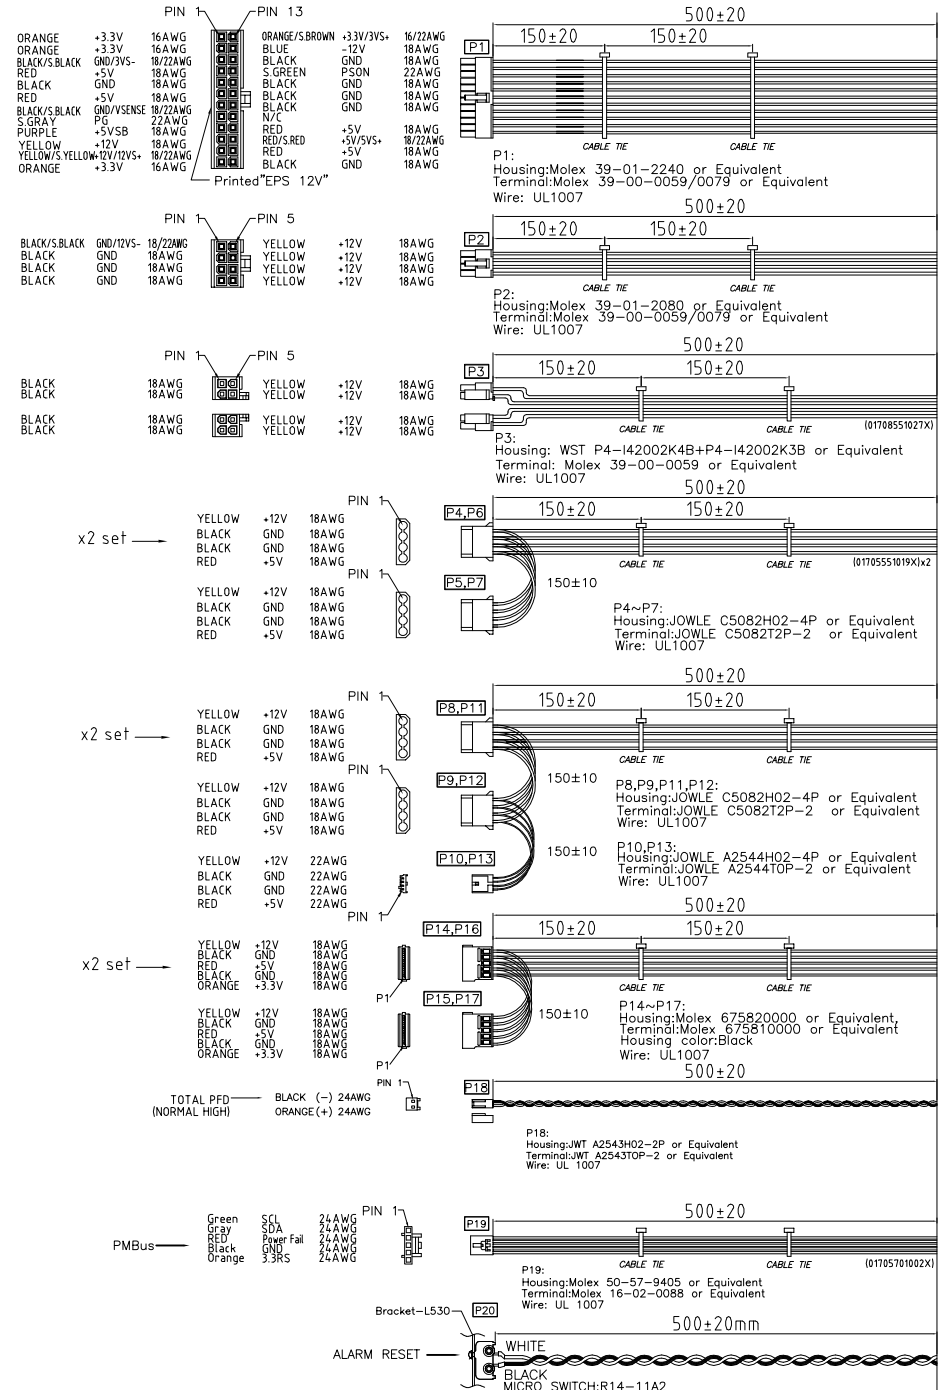 PIN 1 PIN 13
ORANGE +3.3V 16AWG
ORANGE +3.3V 16AWG
BLACK/S.BLACK GND/3VS- 18/22AWG
RED +5V 18AWG
BLACK GND 18AWG
RED +5V 18AWG
BLACK/S.BLACK GND/VSENSE 18/22AWG
S.GRAY PG 22AWG
PURPLE +5VSB 18AWG
YELLOW +12V 18AWG
YELLOW/S.YELLOW +12V/12VS+ 18/22AWG
ORANGE +3.3V 16AWG
ORANGE/S.BROWN +3.3V/3VS+ 16/22AWG
BLUE -12V 18AWG
BLACK GND 18AWG
S.GREEN PSON 22AWG
BLACK GND 18AWG
BLACK GND 18AWG
BLACK GND 18AWG
N/C
RED +5V 18AWG
RED/S.RED +5V/5VS+ 18/22AWG
RED +5V 18AWG
BLACK GND 18AWG
Printed"EPS 12V"
500±20
150±20 150±20
P1
CABLE TIE CABLE TIE
P1:
Housing:Molex 39-01-2240 or Equivalent
Terminal:Molex 39-00-0059/0079 or Equivalent
Wire: UL1007
PIN 1 PIN 5
BLACK/S.BLACK GND/12VS- 18/22AWG
BLACK GND 18AWG
BLACK GND 18AWG
BLACK GND 18AWG
YELLOW +12V 18AWG
YELLOW +12V 18AWG
YELLOW +12V 18AWG
YELLOW +12V 18AWG
500±20
150±20 150±20
P2
CABLE TIE CABLE TIE
P2:
Housing:Molex 39-01-2080 or Equivalent
Terminal:Molex 39-00-0059/0079 or Equivalent
Wire: UL1007
PIN 1 PIN 5
BLACK 18AWG YELLOW +12V 18AWG
BLACK 18AWG YELLOW +12V 18AWG
BLACK 18AWG YELLOW +12V 18AWG
BLACK 18AWG YELLOW +12V 18AWG
500±20
150±20 150±20
P3
CABLE TIE CABLE TIE (01708551027X)
P3:
Housing: WST P4-I42002K4B+P4-I42002K3B or Equivalent
Terminal: Molex 39-00-0059 or Equivalent
Wire: UL1007
x2 set
PIN 1
YELLOW +12V 18AWG
BLACK GND 18AWG
BLACK GND 18AWG
RED +5V 18AWG
PIN 1
YELLOW +12V 18AWG
BLACK GND 18AWG
BLACK GND 18AWG
RED +5V 18AWG
500±20
150±20 150±20
P4,P6
CABLE TIE CABLE TIE (01705551019X)x2
P5,P7
150±10
P4~P7:
Housing:JOWLE C5082H02-4P or Equivalent
Terminal:JOWLE C5082T2P-2 or Equivalent
Wire: UL1007
x2 set
PIN 1
YELLOW +12V 18AWG
BLACK GND 18AWG
BLACK GND 18AWG
RED +5V 18AWG
PIN 1
YELLOW +12V 18AWG
BLACK GND 18AWG
BLACK GND 18AWG
RED +5V 18AWG
YELLOW +12V 22AWG
BLACK GND 22AWG
BLACK GND 22AWG
RED +5V 22AWG
PIN 1
500±20
150±20 150±20
P8,P11
CABLE TIE CABLE TIE
P9,P12
150±10
P8,P9,P11,P12:
Housing:JOWLE C5082H02-4P or Equivalent
Terminal:JOWLE C5082T2P-2 or Equivalent
Wire: UL1007
P10,P13
150±10
P10,P13:
Housing:JOWLE A2544H02-4P or Equivalent
Terminal:JOWLE A2544T0P-2 or Equivalent
Wire: UL1007
x2 set
YELLOW +12V 18AWG
BLACK GND 18AWG
RED +5V 18AWG
BLACK GND 18AWG
ORANGE +3.3V 18AWG
P1
YELLOW +12V 18AWG
BLACK GND 18AWG
RED +5V 18AWG
BLACK GND 18AWG
ORANGE +3.3V 18AWG
P1
500±20
150±20 150±20
P14,P16
CABLE TIE CABLE TIE
P15,P17
150±10
P14~P17:
Housing:Molex 675820000 or Equivalent,
Terminal:Molex 675810000 or Equivalent
Housing color:Black
Wire: UL1007
TOTAL PFD
(NORMAL HIGH)
BLACK (-) 24AWG
ORANGE(+) 24AWG
PIN 1
500±20
P18
P18:
Housing:JWT A2543H02-2P or Equivalent
Terminal:JWT A2543TOP-2 or Equivalent
Wire: UL 1007
PMBus
Green SCL 24AWG
Gray SDA 24AWG
RED Power Fail 24AWG
Black GND 24AWG
Orange 3.3RS 24AWG
PIN 1
500±20
P19
CABLE TIE CABLE TIE (01705701002X)
P19:
Housing:Molex 50-57-9405 or Equivalent
Terminal:Molex 16-02-0088 or Equivalent
Wire: UL 1007
Bracket-L530 P20
500±20mm
ALARM RESET
WHITE
BLACK
MICRO SWITCH:R14-11A2